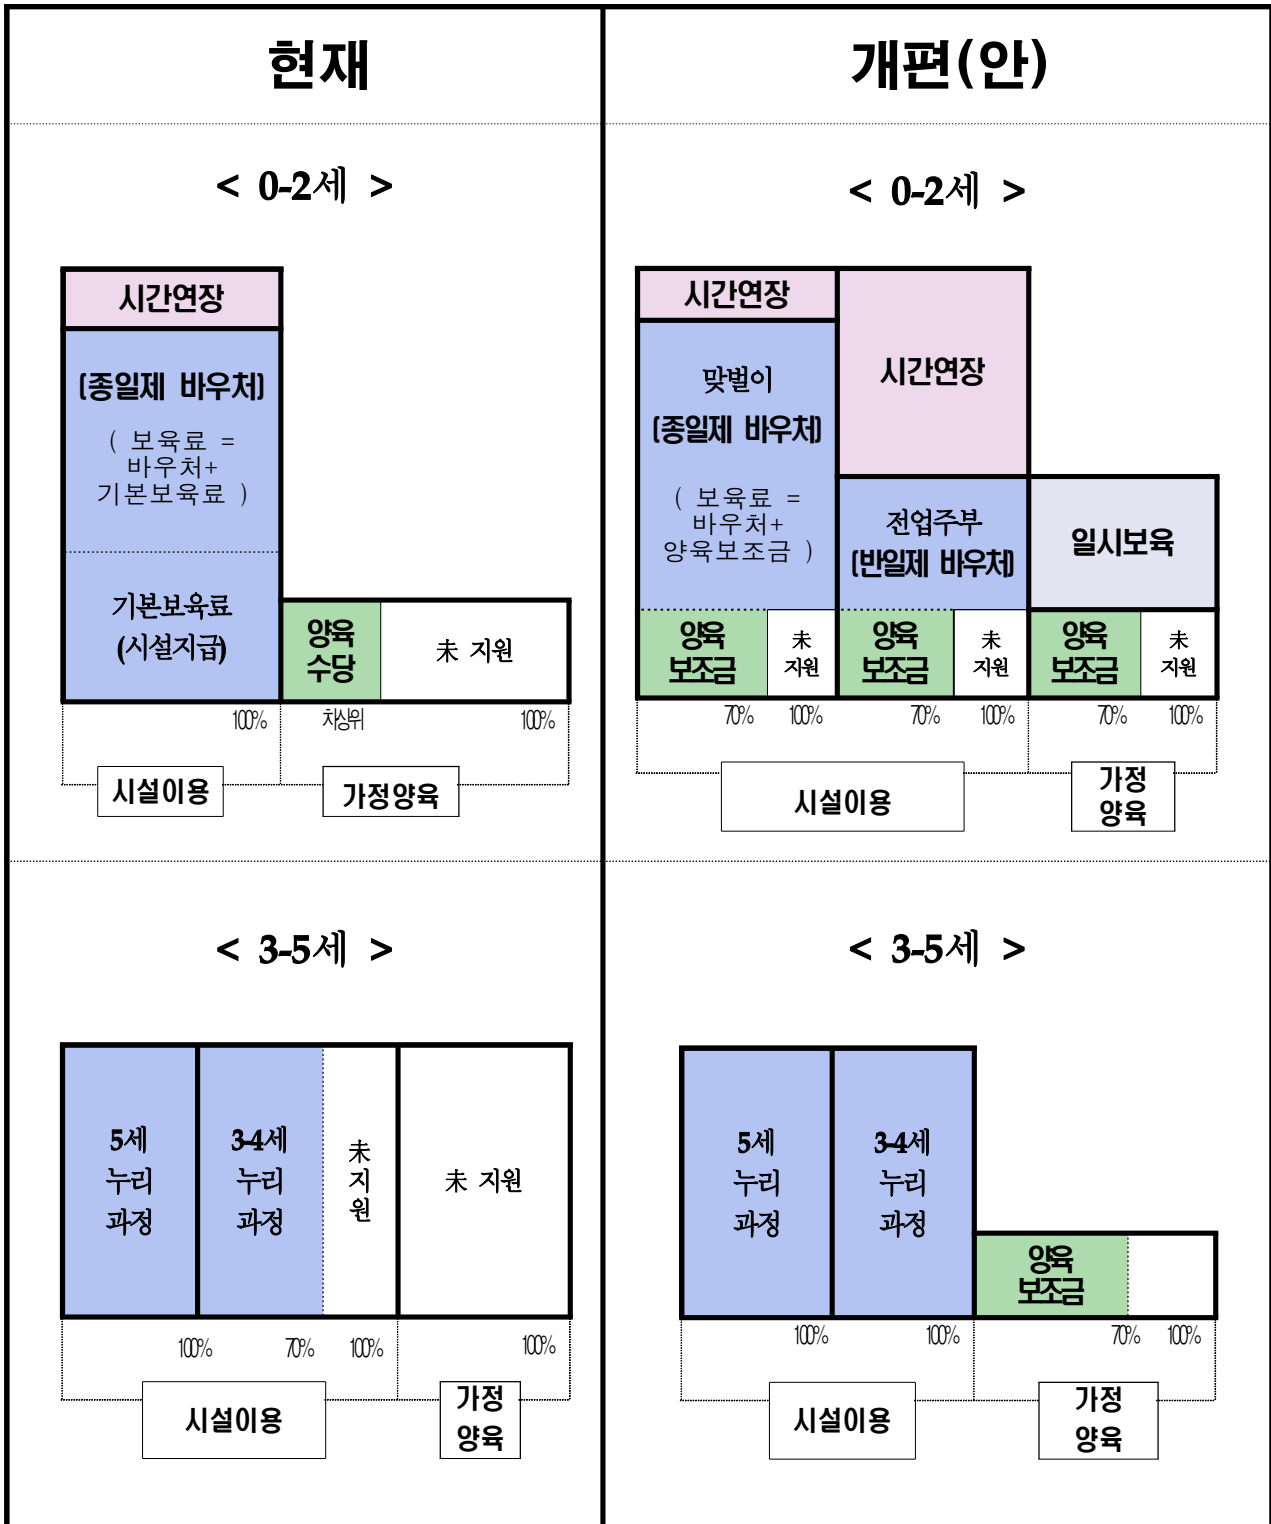 현재
개편(안)
< 0-2세 >
시간연장
(종일제 바우처)
( 보육료 =
바우처+
기본보육료 )
기본보육료
(시설지급)
양육
수당
未 지원
100%
차상위
100%
시설이용
가정양육
< 0-2세 >
시간연장
맞벌이
(종일제 바우처)
( 보육료 =
바우처+
양육보조금 )
시간연장
전업주부
(반일제 바우처)
일시보육
양육
보조금
未
지원
양육
보조금
未
지원
양육
보조금
未
지원
70%
100%
70%
100%
70%
100%
시설이용
가정
양육
< 3-5세 >
5세
누리
과정
3-4세
누리
과정
未
지
원
未 지원
100%
70%
100%
100%
시설이용
가정
양육
< 3-5세 >
5세
누리
과정
3-4세
누리
과정
양육
보조금
100%
100%
70%
100%
시설이용
가정
양육